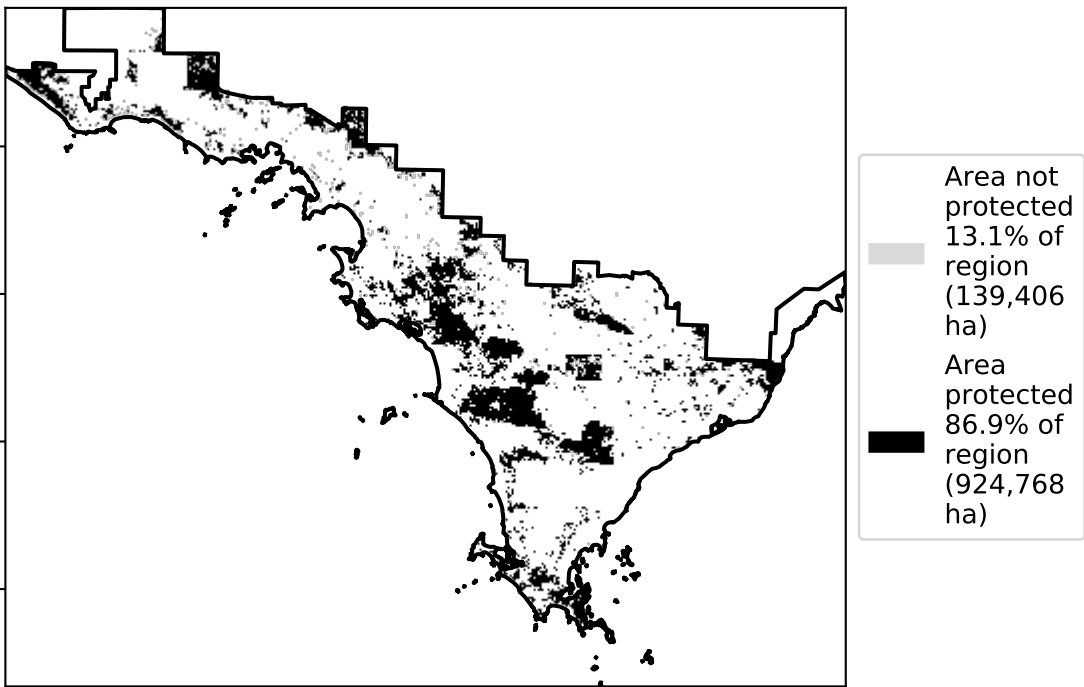 Area not
protected
13.1% of
region
(139,406
ha)
Area
protected
86.9% of
region
(924,768
ha)